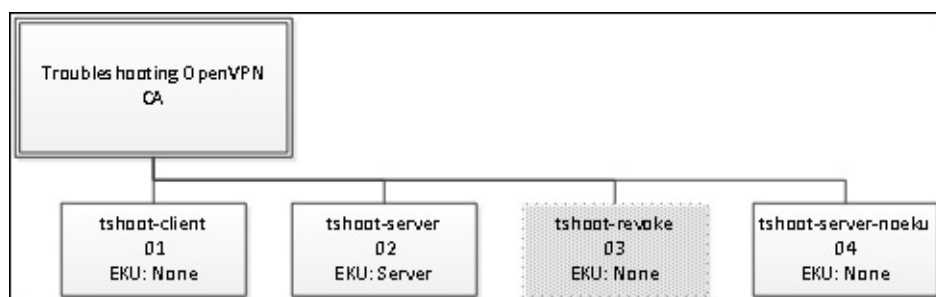 Troubleshooting OpenVPN
CA
tshoot-client
01
EKU: None
tshoot-server
02
EKU: Server
tshoot-revoke
03
EKU: None
tshoot-server-noeku
04
EKU: None